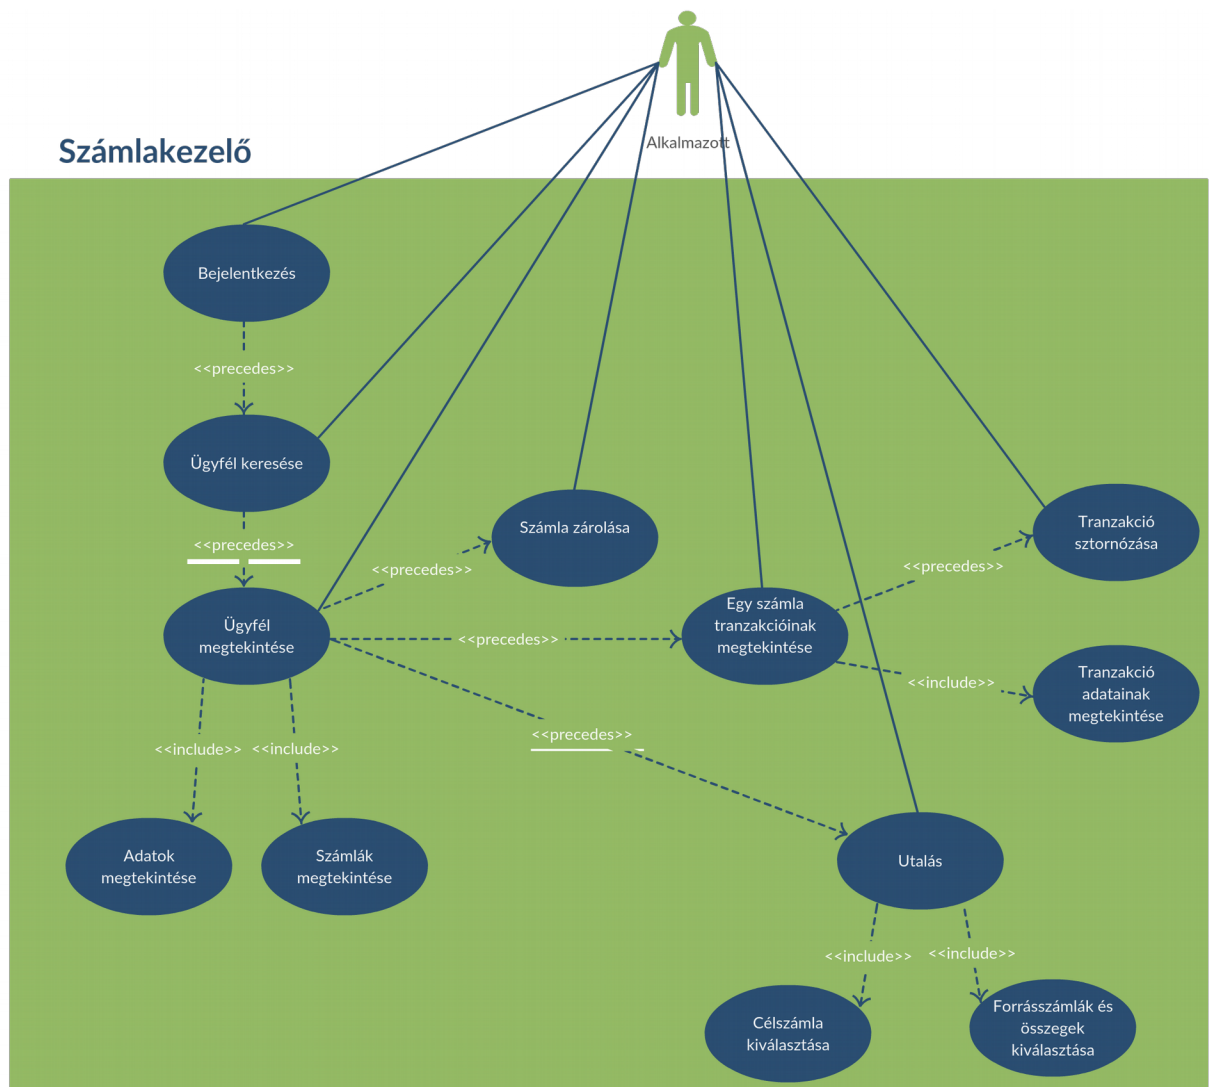 Alkalmazott
Számlakezelő
Bejelentkezés
<<precedes>>
Ügyfél keresése
<<precedes>>
Ügyfél
megtekintése
<<precedes>>
Számla zárolása
<<precedes>>
Egy számla
tranzakcióinak
megtekintése
<<precedes>>
Tranzakció
sztornózása
<<include>>
Tranzakció
adatainak
megtekintése
<<include>>
<<include>>
<<precedes>>
Adatok
megtekintése
Számlák
megtekintése
Utalás
<<include>>
<<include>>
Célszámla
kiválasztása
Forrásszámlák és
összegek
kiválasztása